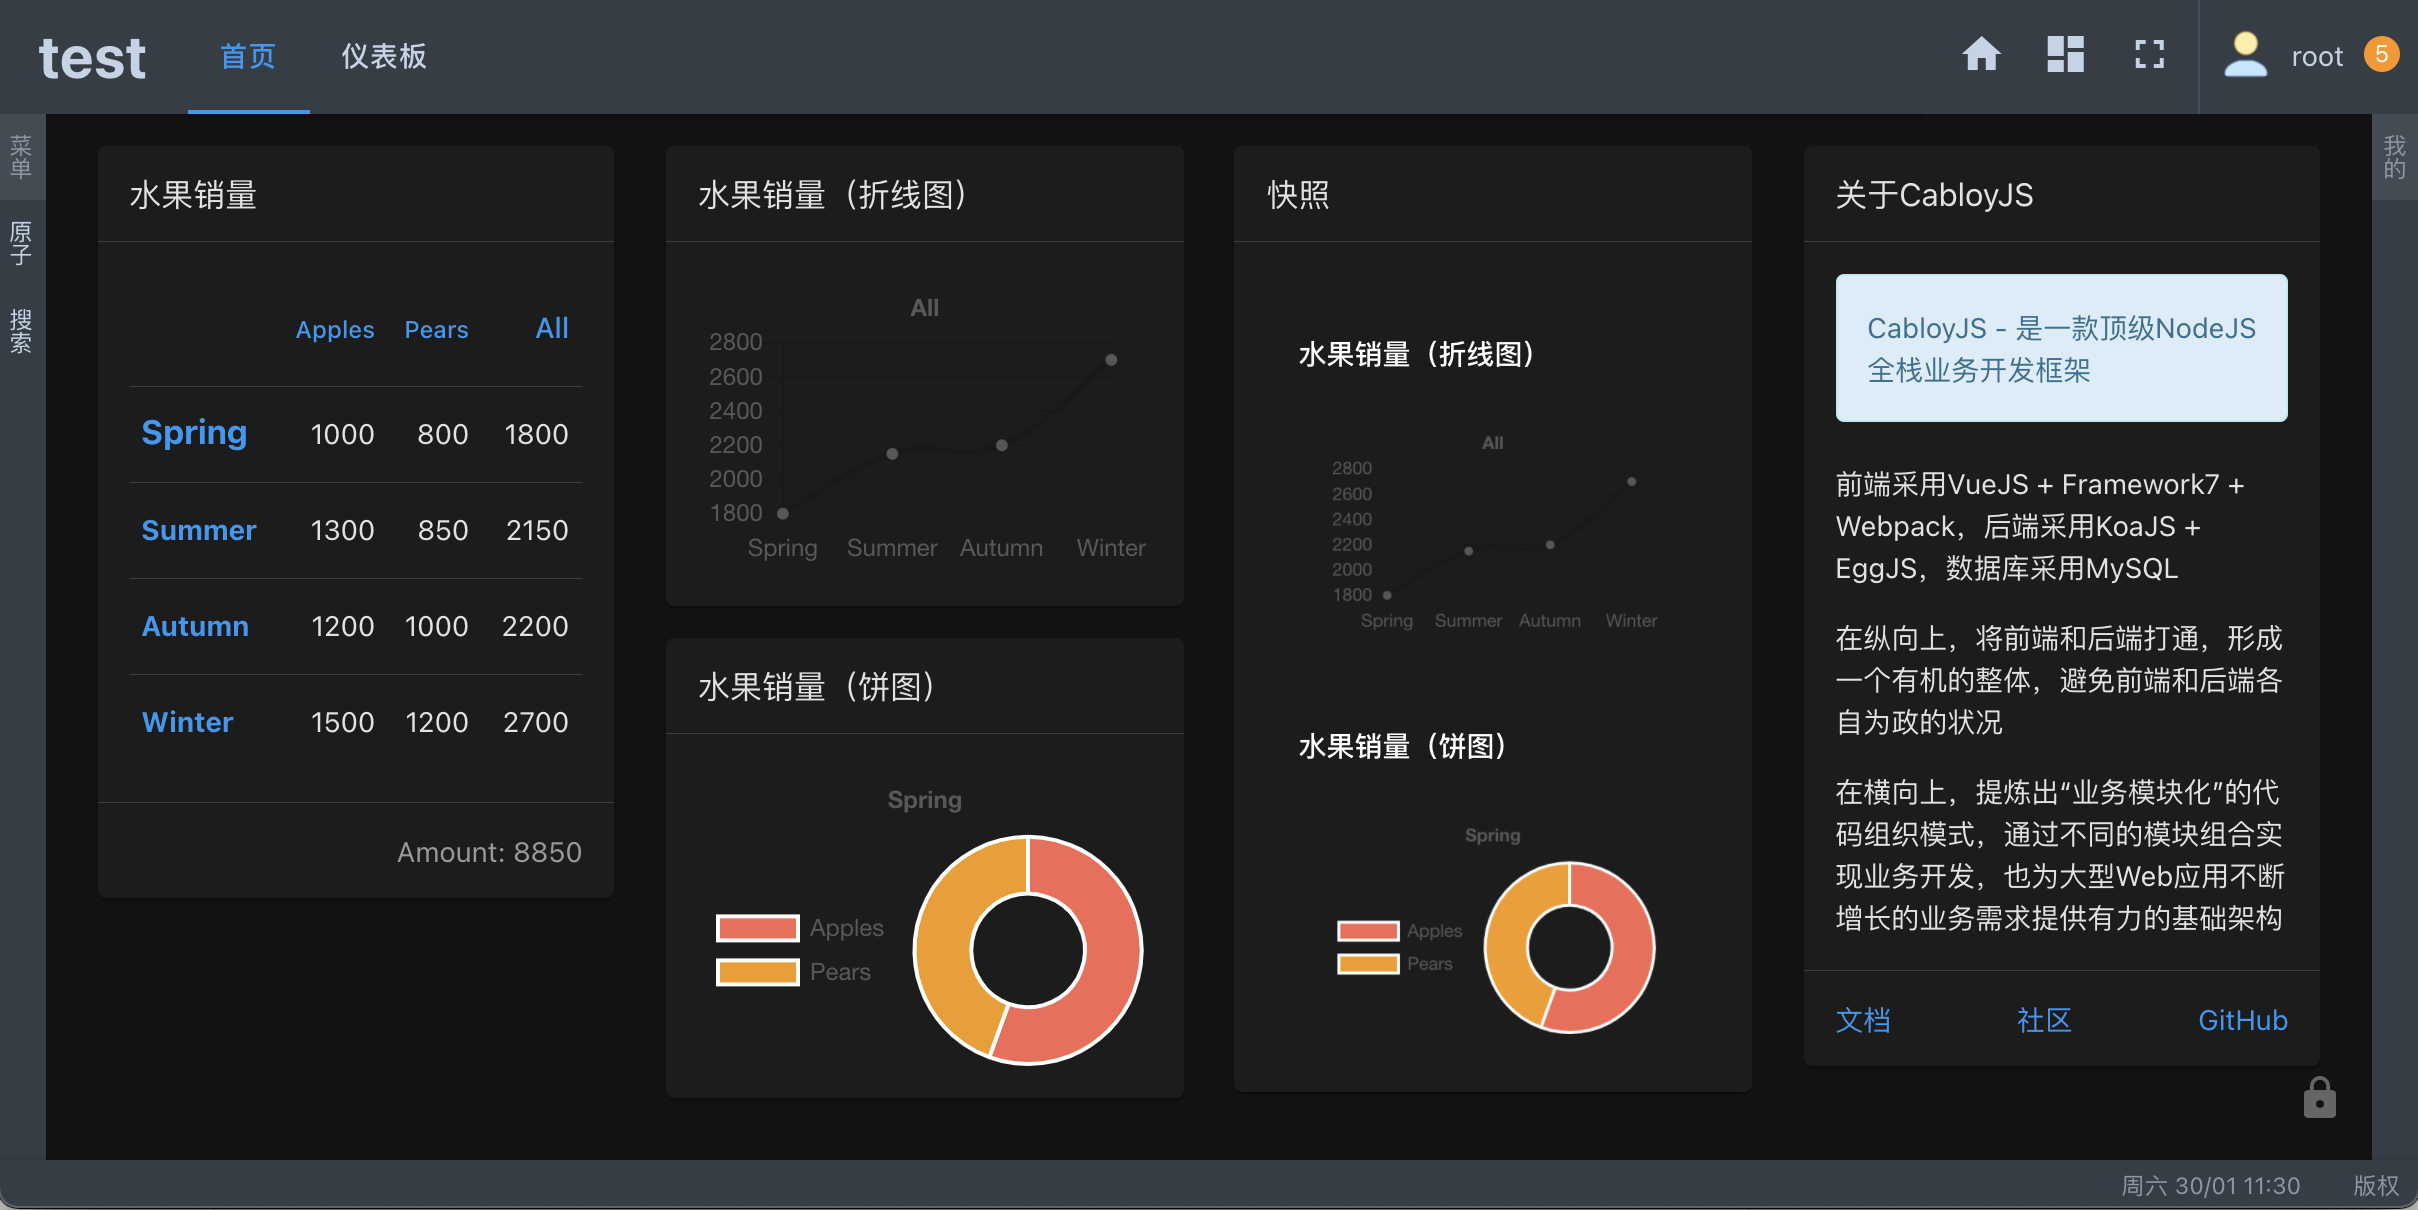 test
首页
仪表板
root
5
菜单
原子
搜索
我的
水果销量
Apples Pears All
Spring 1000 800 1800
Summer 1300 850 2150
Autumn 1200 1000 2200
Winter 1500 1200 2700
Amount: 8850
水果销量（折线图）
All
2800
2600
2400
2200
2000
1800
Spring Summer Autumn Winter
水果销量（饼图）
Spring
Apples
Pears
快照
水果销量（折线图）
All
2800
2600
2400
2200
2000
1800
Spring Summer Autumn Winter
水果销量（饼图）
Spring
Apples
Pears
关于CabloyJS
CabloyJS - 是一款顶级NodeJS
全栈业务开发框架
前端采用VueJS + Framework7 +
Webpack，后端采用KoaJS +
EggJS，数据库采用MySQL
在纵向上，将前端和后端打通，形成
一个有机的整体，避免前端和后端各
自为政的状况
在横向上，提炼出“业务模块化”的代
码组织模式，通过不同的模块组合实
现业务开发，也为大型Web应用不断
增长的业务需求提供有力的基础架构
文档 社区 GitHub
周六 30/01 11:30 版权